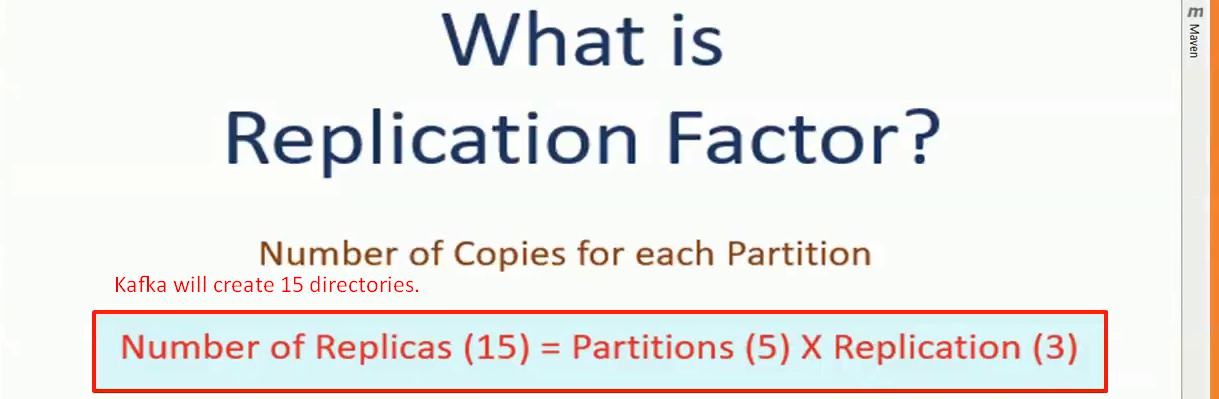 What is
Replication Factor?
Number of Copies for each Partition
Kafka will create 15 directories.
Number of Replicas (15) = Partitions (5) X Replication (3)
m
Maven